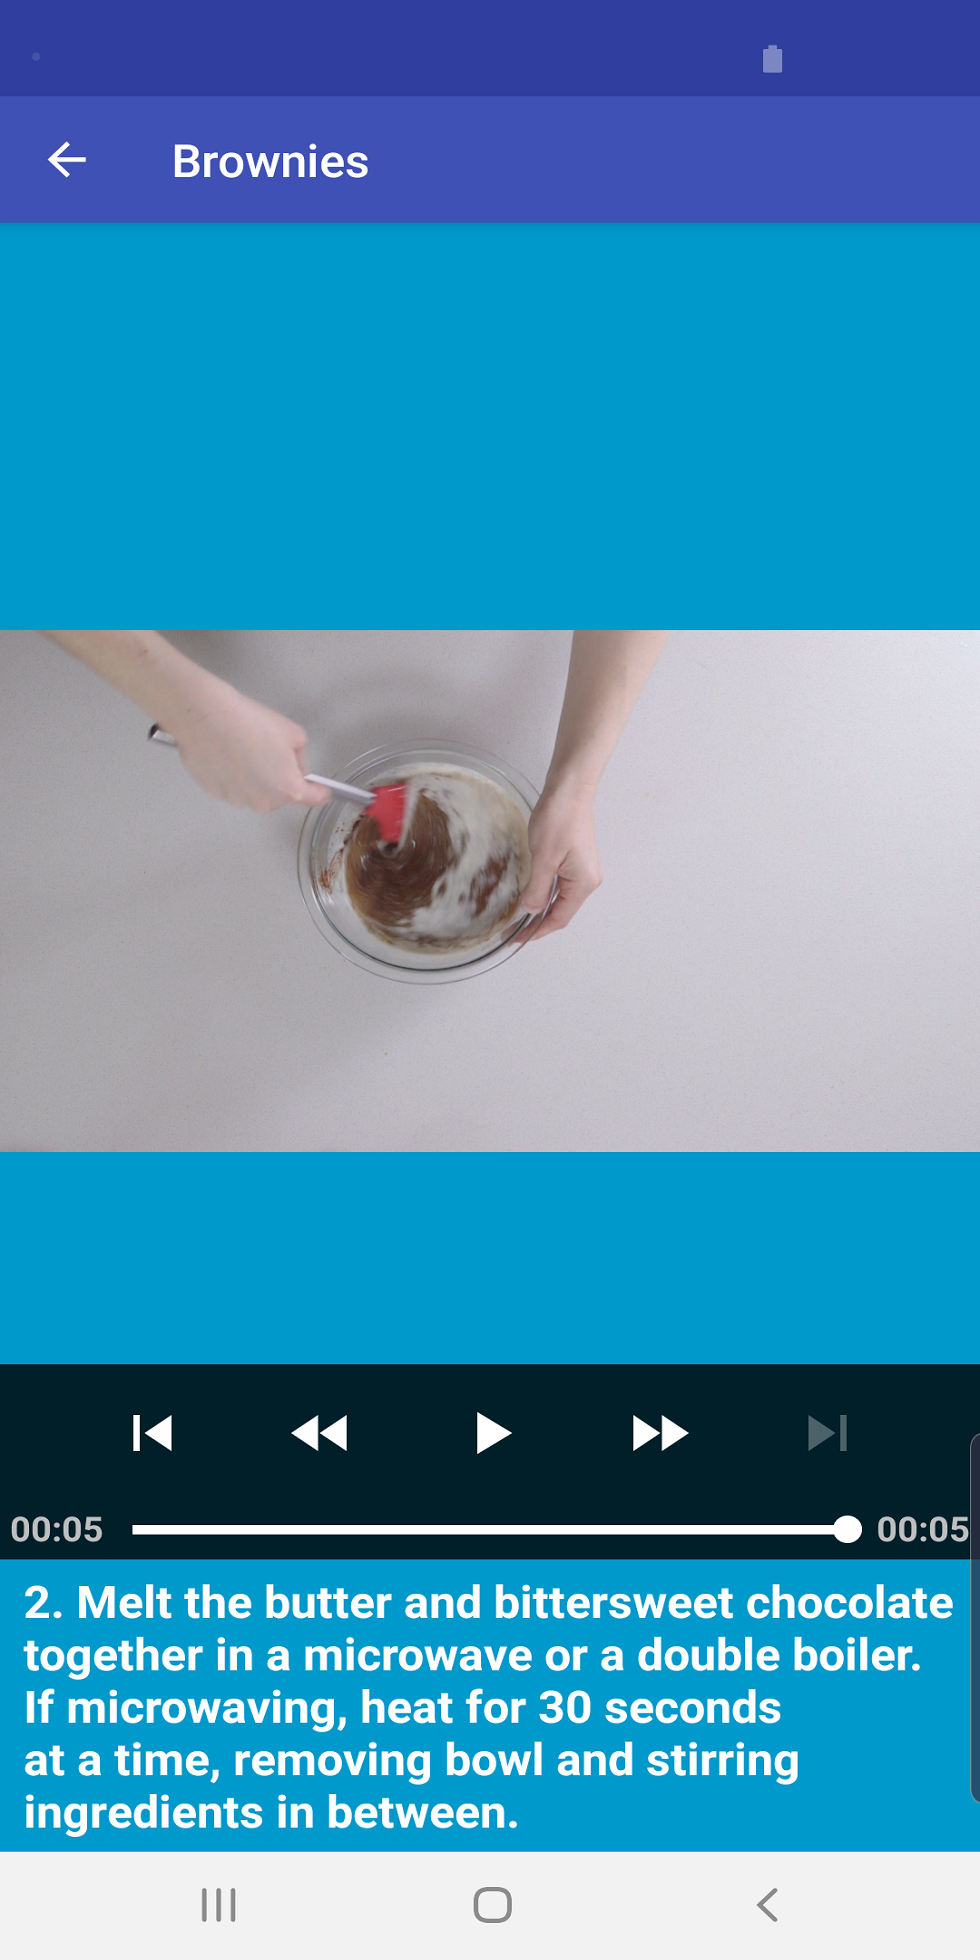 Brownies
00:05
00:05
2. Melt the butter and bittersweet chocolate
together in a microwave or a double boiler.
If microwaving, heat for 30 seconds
at a time, removing bowl and stirring
ingredients in between.